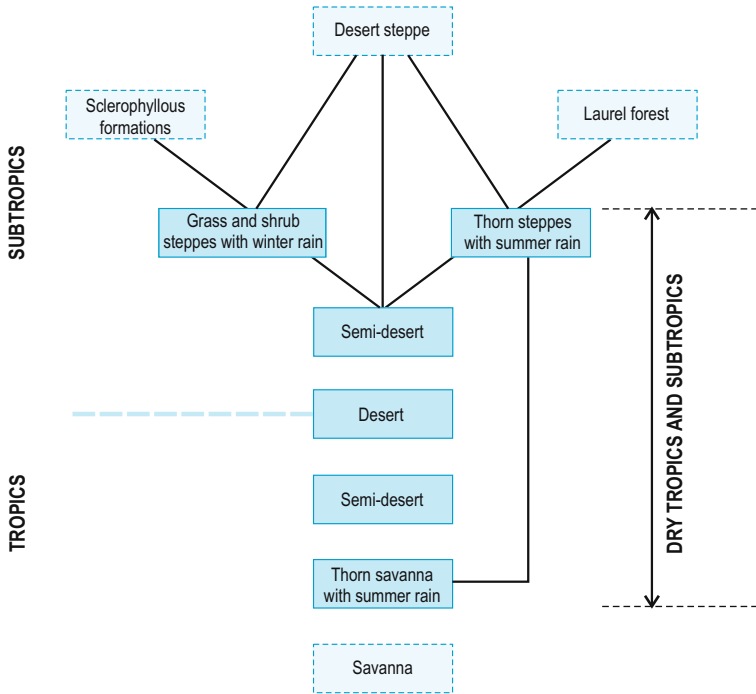 Desert steppe
Sclerophyllous
formations
Laurel forest
SUBTROPICS
Grass and shrub
steppes with winter rain
Thorn steppes
with summer rain
Semi-desert
Desert
DRY TROPICS AND SUBTROPICS
TROPICS
Semi-desert
Thorn savanna
with summer rain
Savanna